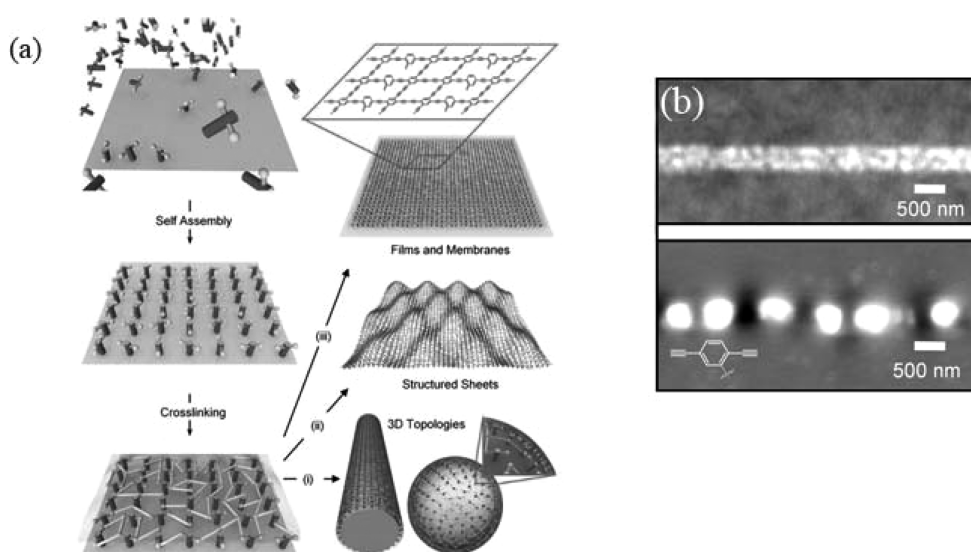 (a)
Self Assembly
Crosslinking
(iii)
(ii)
(i)
Films and Membranes
Structured Sheets
3D Topologies
(b)
500 nm
500 nm